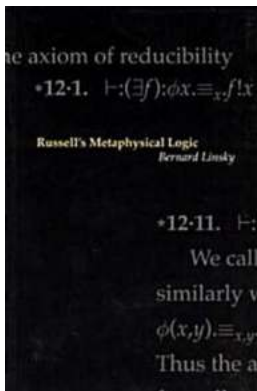 he axiom of reducibility
*12·1. ⊢:(∃f):ϕx.≡ₓ.f!x
Russell's Metaphysical Logic
Bernard Linsky
*12·11. ⊢:
We call
similarly
ϕ(x,y).≡ₓ,ᵧ.
Thus the a